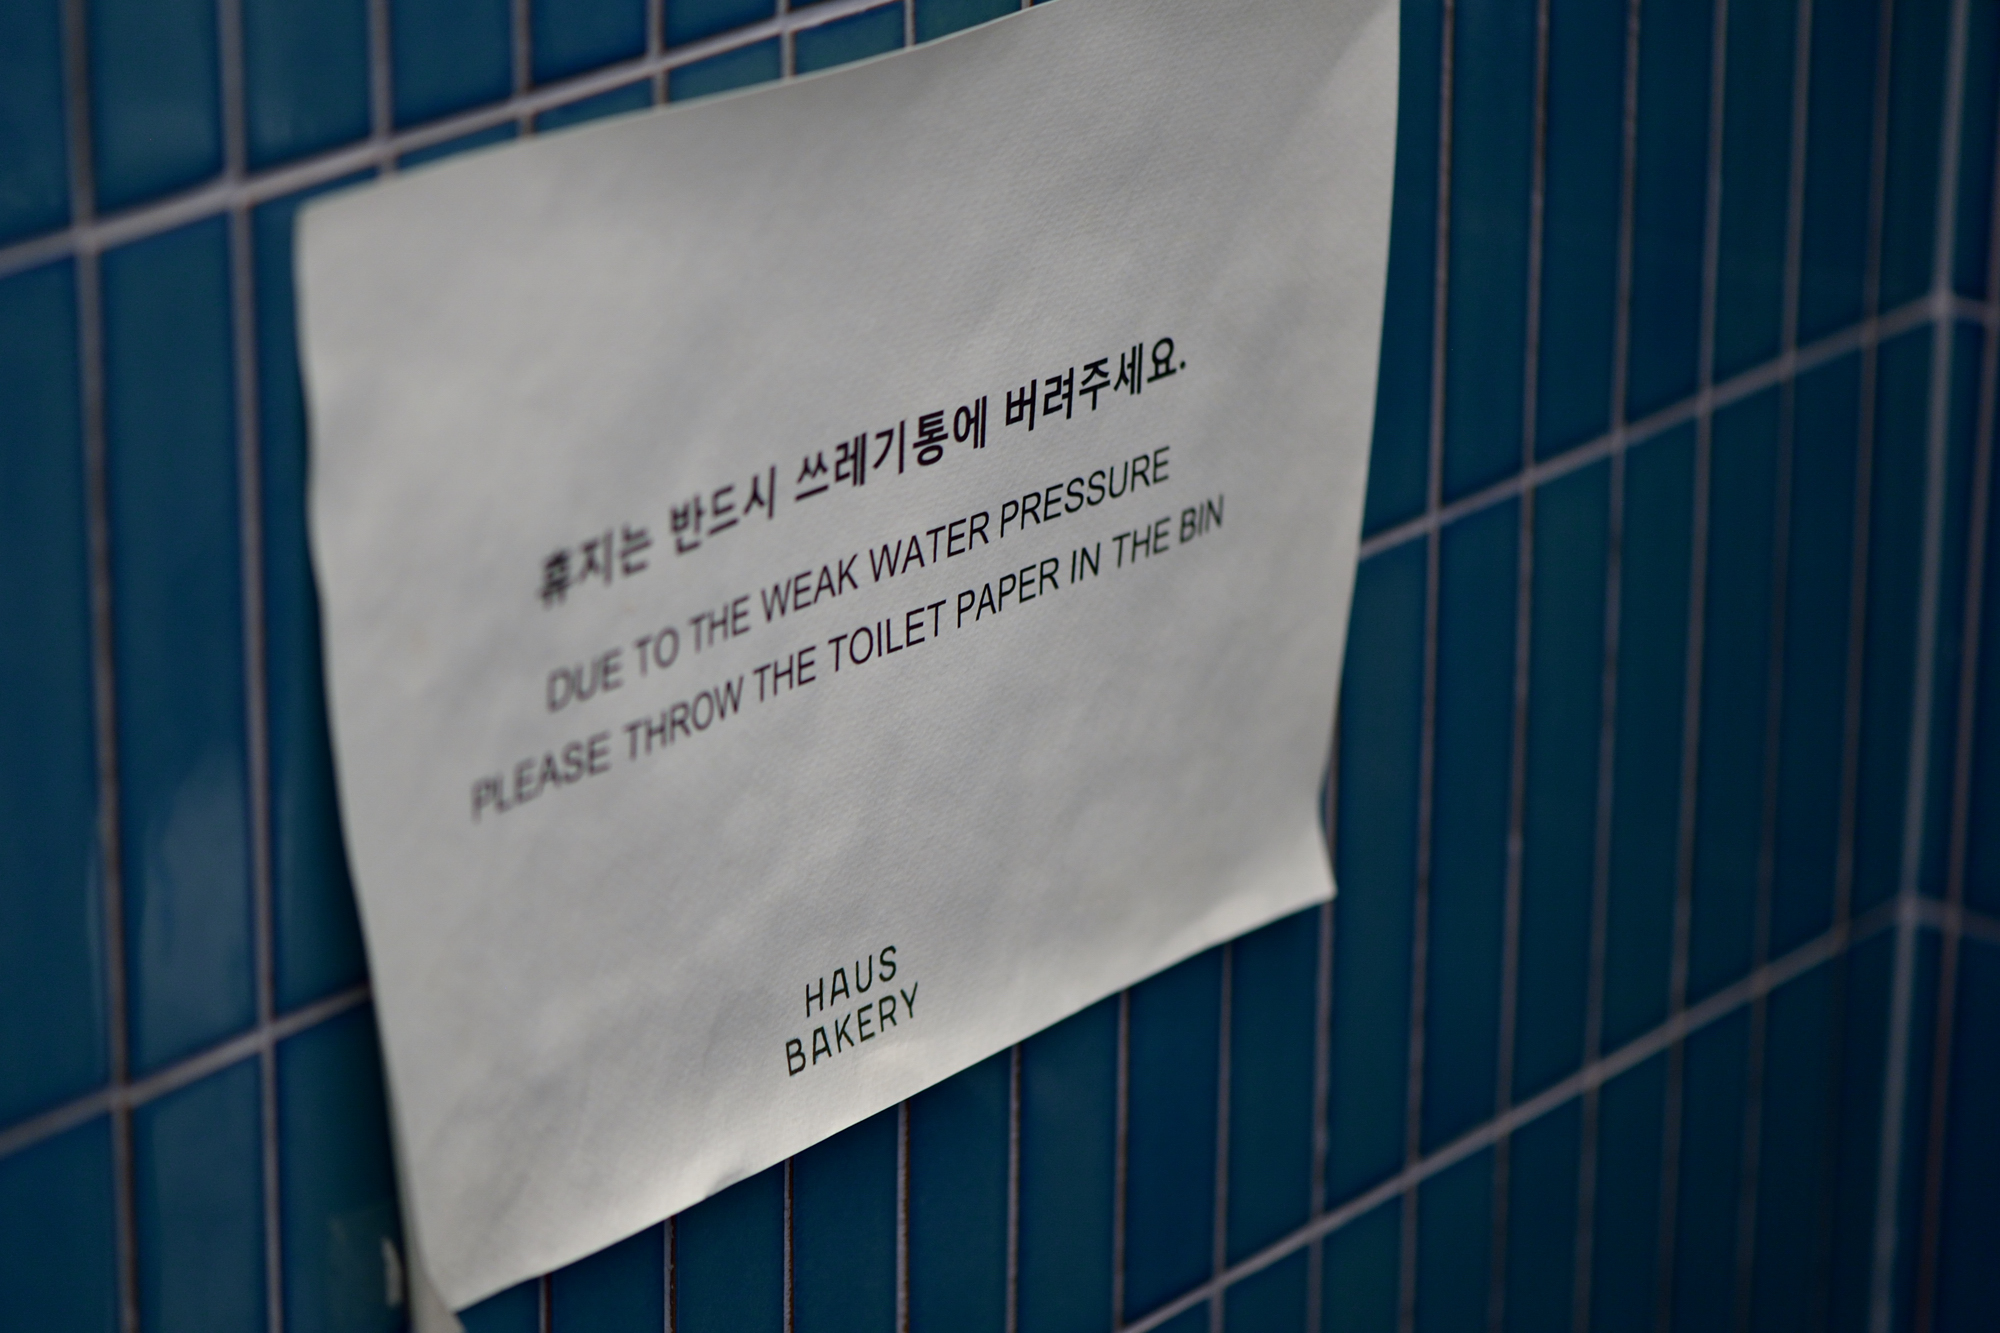 휴지는 반드시 쓰레기통에 버려주세요.
DUE TO THE WEAK WATER PRESSURE
PLEASE THROW THE TOILET PAPER IN THE BIN
HAUS
BAKERY